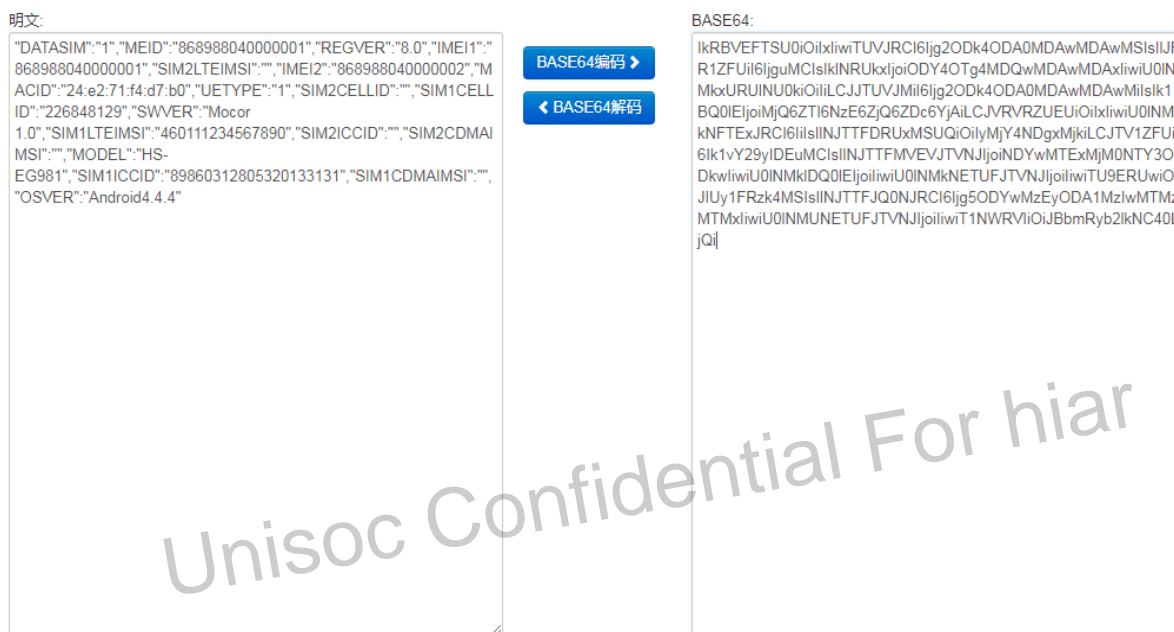 明文:
"DATASIM":"1","MEID":"868988040000001","REGVER":"8.0","IMEI1":"
868988040000001","SIM2LTEIMSI":"","IMEI2":"868988040000002","M
ACID":"24:e2:71:f4:d7:b0","UETYPE":"1","SIM2CELLID":"","SIM1CELL
ID":"226848129","SWVER":"Mocor
1.0","SIM1LTEIMSI":"460111234567890","SIM2ICCID":"","SIM2CDMAI
MSI":"","MODEL":"HS-
EG981","SIM1ICCID":"89860312805320133131","SIM1CDMAIMSI":"",
"OSVER":"Android4.4.4"
BASE64编码
BASE64解码
BASE64:
IkRBVEFTSU0iOiIxIiwiTUVJRCI6Ijg2ODk4ODA0MDAwMDAwMSIsIlJF
R1ZFUiI6IjguMCIsIklNRUkxIjoiODY4OTg4MDQwMDAwMDAxIiwiU0lN
MkxURUlNU0kiOiIiLCJJTUVJMiI6Ijg2ODk4ODA0MDAwMDAwMiIsIk1
BQ0lEIjoiMjQ6ZTI6NzE6ZjQ6ZDc6YjAiLCJVRVRZUEUiOiIxIiwiU0lNM
kNFTExJRCI6IiIsIlNJTTFDRUxMSUQiOiIyMjY4NDgxMjkiLCJTV1ZFUi
6Ik1vY29yIDEuMCIsIlNJTTFMVEVJTVNJIjoiNDYwMTExMjM0NTY3O
DkwIiwiU0lNMklDQ0lEIjoiIiwiU0lNMkNETUFJTVNJIjoiIiwiTU9ERUwiO
JIUy1FRzk4MSIsIlNJTTFJQ0NJRCI6Ijg5ODYwMzEyODA1MzIwMTMz
MTMxIiwiU0lNMUNETUFJTVNJIjoiIiwiT1NWRVIiOiJBbmRyb2lkNC40L
jQi
Unisoc Confidential For hiar